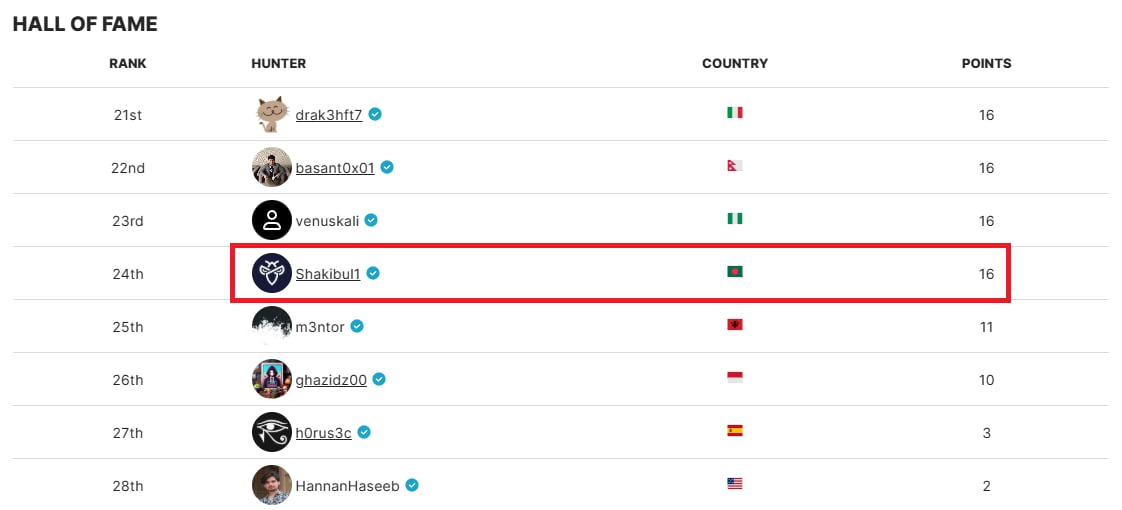 HALL OF FAME
RANK HUNTER COUNTRY POINTS
21st drak3hft7 16
22nd basant0x01 16
23rd venuskali 16
24th Shakibul1 16
25th m3ntor 11
26th ghazidz00 10
27th h0rus3c 3
28th HannanHaseeb 2